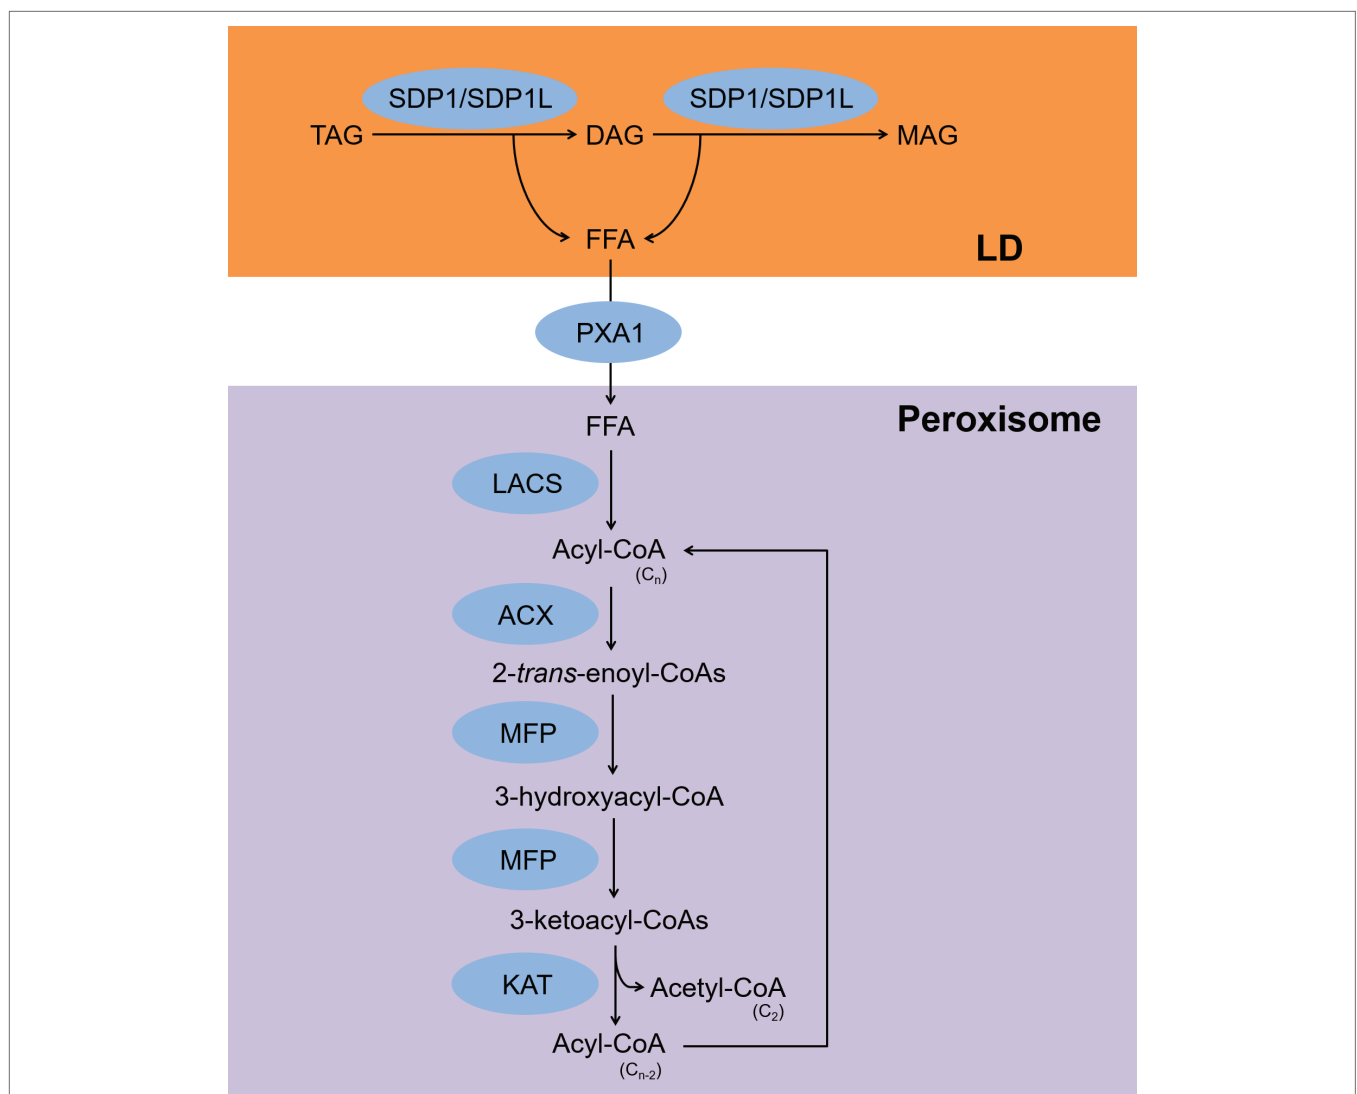 SDP1/SDP1L SDP1/SDP1L
TAG DAG MAG
FFA
LD
PXA1
Peroxisome
FFA
LACS
Acyl-CoA
(Cn)
ACX
2-trans-enoyl-CoAs
MFP
3-hydroxyacyl-CoA
MFP
3-ketoacyl-CoAs
KAT
Acetyl-CoA
(C2)
Acyl-CoA
(Cn-2)